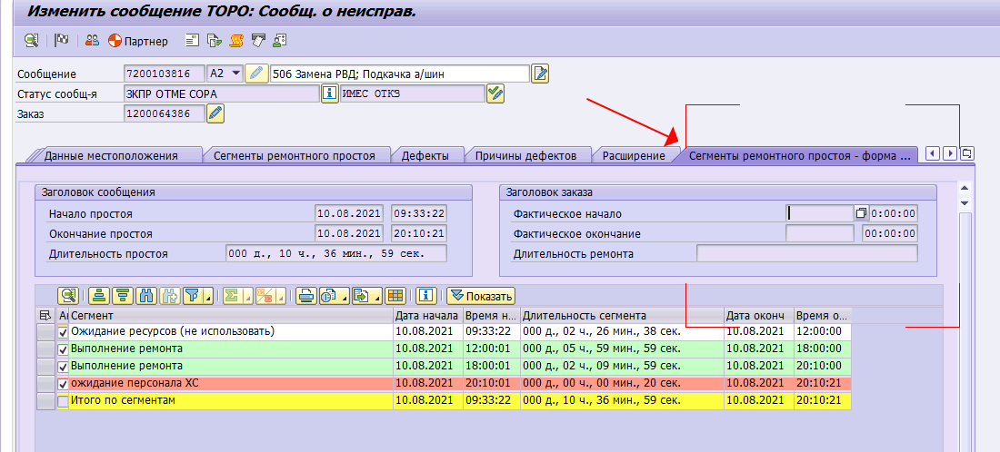 Изменить сообщение ТОРО: Сообщ. о неисправ.
Партнер
Сообщение 7200103816 A2 506 Замена РВД; Подкачка а/шин
Статус сообщ-я ЗКПР ОТМЕ СОРА ИМЕС ОТКЗ
Заказ 1200064386
Данные местоположения Сегменты ремонтного простоя Дефекты Причины дефектов Расширение Сегменты ремонтного простоя - форма ...
Заголовок сообщения Заголовок заказа
Начало простоя 10.08.2021 09:33:22 Фактическое начало 0:00:00
Окончание простоя 10.08.2021 20:10:21 Фактическое окончание 00:00:00
Длительность простоя 000 д., 10 ч., 36 мин., 59 сек. Длительность ремонта
Показать
Сегмент Дата начала Время н... Длительность сегмента Дата оконч Время о...
Ожидание ресурсов (не использовать) 10.08.2021 09:33:22 000 д., 02 ч., 26 мин., 38 сек. 10.08.2021 12:00:00
Выполнение ремонта 10.08.2021 12:00:01 000 д., 05 ч., 59 мин., 59 сек. 10.08.2021 18:00:00
Выполнение ремонта 10.08.2021 18:00:01 000 д., 02 ч., 09 мин., 59 сек. 10.08.2021 20:10:00
ожидание персонала ХС 10.08.2021 20:10:01 000 д., 00 ч., 00 мин., 20 сек. 10.08.2021 20:10:21
Итого по сегментам 10.08.2021 09:33:22 000 д., 10 ч., 36 мин., 59 сек. 10.08.2021 20:10:21